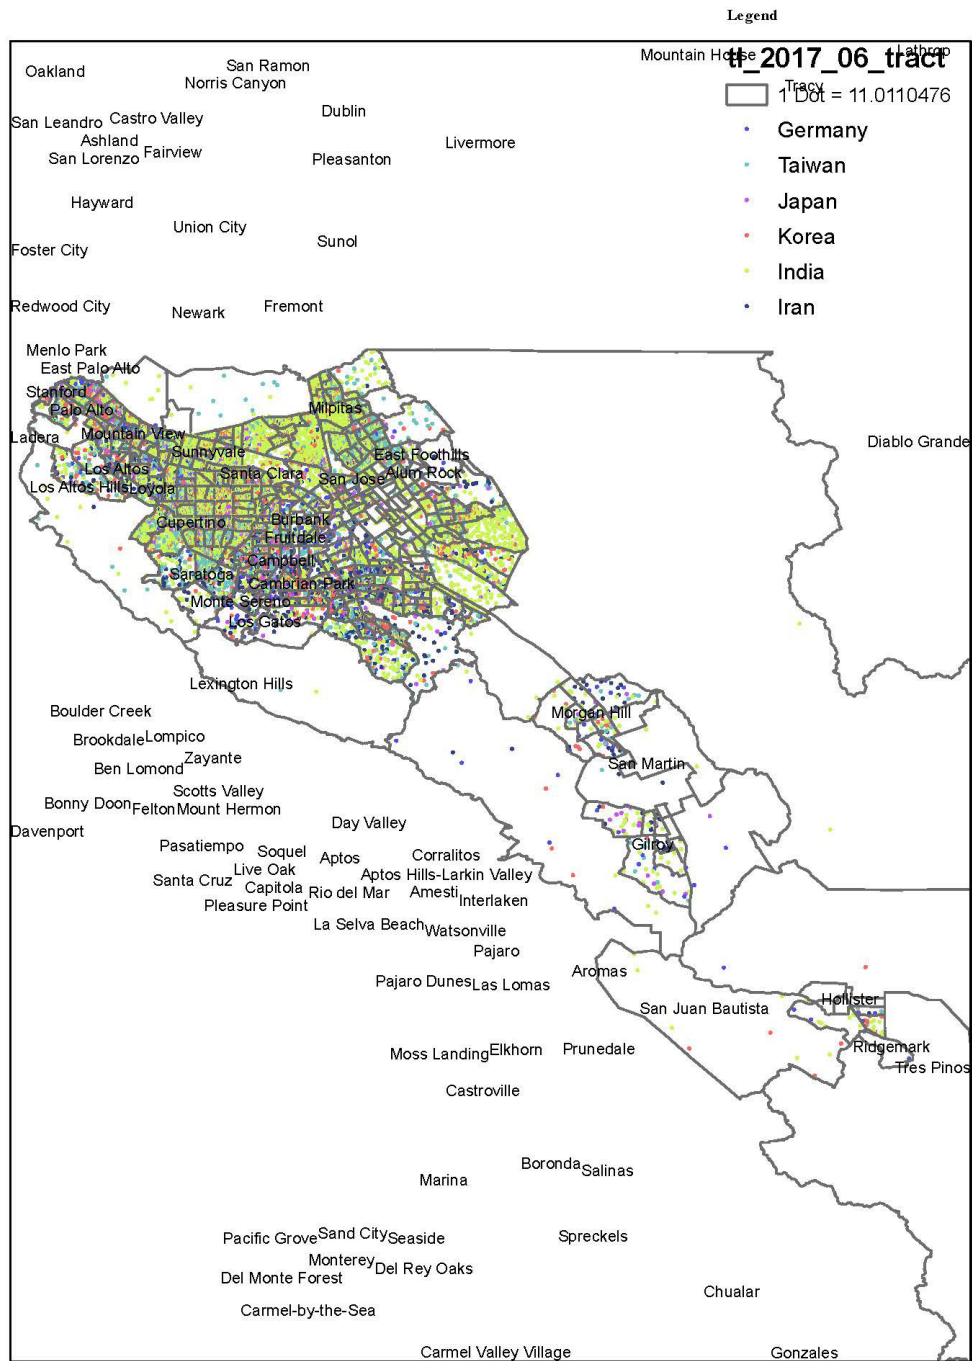 Legend
Mountain House
Lathrop
tl_2017_06_tract
Tracy
1 Dot = 11.0110476
Germany
Taiwan
Japan
Korea
India
Iran
Oakland
San Ramon
Norris Canyon
Dublin
San Leandro
Castro Valley
Ashland
Fairview
San Lorenzo
Livermore
Pleasanton
Hayward
Union City
Sunol
Foster City
Redwood City
Newark
Fremont
Menlo Park
East Palo Alto
Stanford
Palo Alto
Milpitas
Ladera
Mountain View
Diablo Grande
Sunnyvale
East Foothills
Los Altos
Santa Clara
San Jose
Alum Rock
Los Altos Hills
Loyola
Cupertino
Burbank
Fruitdale
Campbell
Saratoga
Cambrian Park
Monte Sereno
Los Gatos
Lexington Hills
Boulder Creek
Morgan Hill
Brookdale
Lompico
Zayante
Ben Lomond
San Martin
Scotts Valley
Bonny Doon
Felton
Mount Hermon
Davenport
Day Valley
Pasatiempo
Soquel
Aptos
Corralitos
Gilroy
Live Oak
Santa Cruz
Capitola
Aptos Hills-Larkin Valley
Rio del Mar
Amesti
Pleasure Point
Interlaken
La Selva Beach
Watsonville
Pajaro
Pajaro Dunes
Las Lomas
Aromas
San Juan Bautista
Hollister
Ridgemark
Tres Pinos
Moss Landing
Elkhorn
Prunedale
Castroville
Marina
Boronda
Salinas
Pacific Grove
Sand City
Seaside
Spreckels
Monterey
Del Rey Oaks
Del Monte Forest
Chualar
Carmel-by-the-Sea
Carmel Valley Village
Gonzales